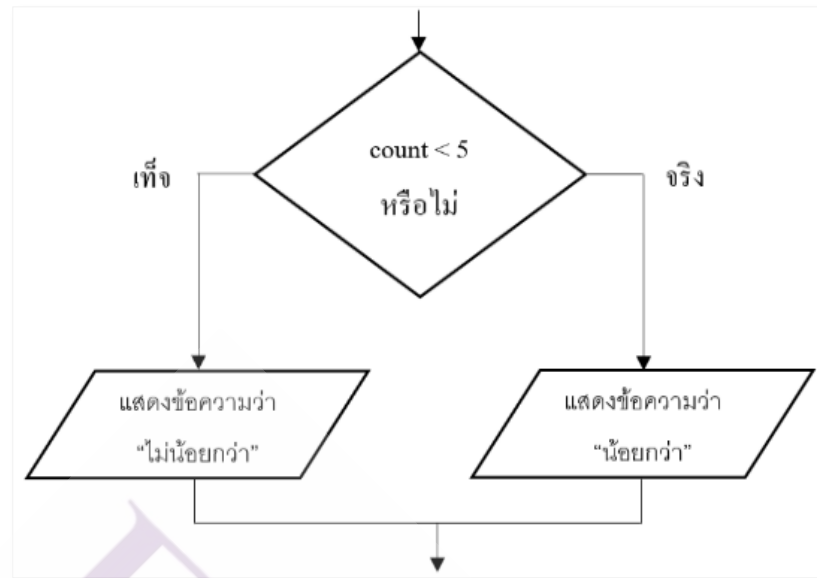 count < 5
หรือไม่
เท็จ
จริง
แสดงข้อความว่า
“ไม่น้อยกว่า”
แสดงข้อความว่า
“น้อยกว่า”